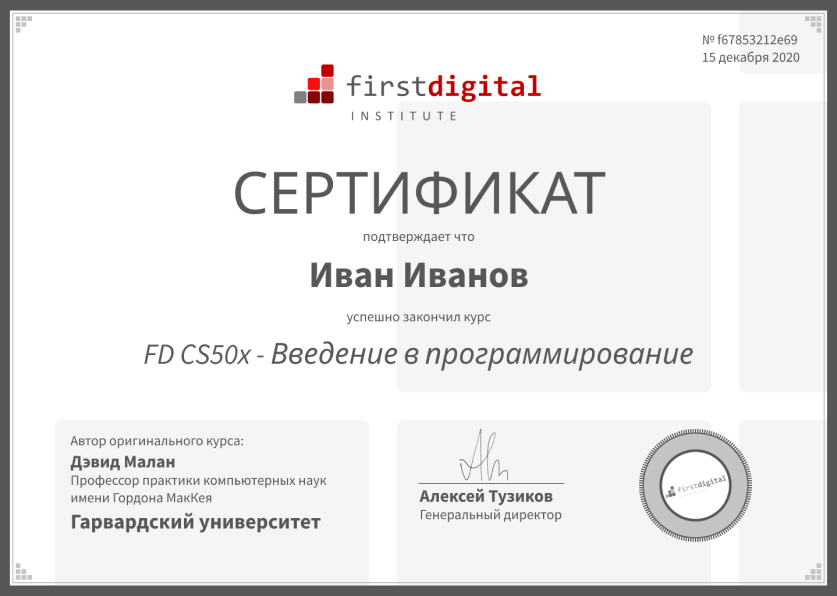 № f67853212e69
15 декабря 2020
firstdigital
INSTITUTE
СЕРТИФИКАТ
подтверждает что
Иван Иванов
успешно закончил курс
FD CS50x - Введение в программирование
Автор оригинального курса:
Дэвид Малан
Профессор практики компьютерных наук
имени Гордона МакКея
Гарвардский университет
Алексей Тузиков
Генеральный директор
firstdigital